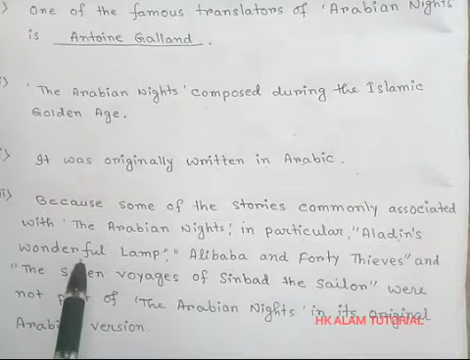 ) One of the famous translators of 'Arabian Nights'
is Antoine Galland.
) 'The Arabian Nights' composed during the Islamic
Golden Age.
) It was originally written in Arabic.
i) Because some of the stories commonly associated
with 'The Arabian Nights; in particular, "Aladin's
wonderful Lamp", "Alibaba and Forty Thieves" and
"The voyages of Sinbad the Sailor" were
not of 'The Arabian Nights' in its original
version.
HK ALAM TUTORIAL